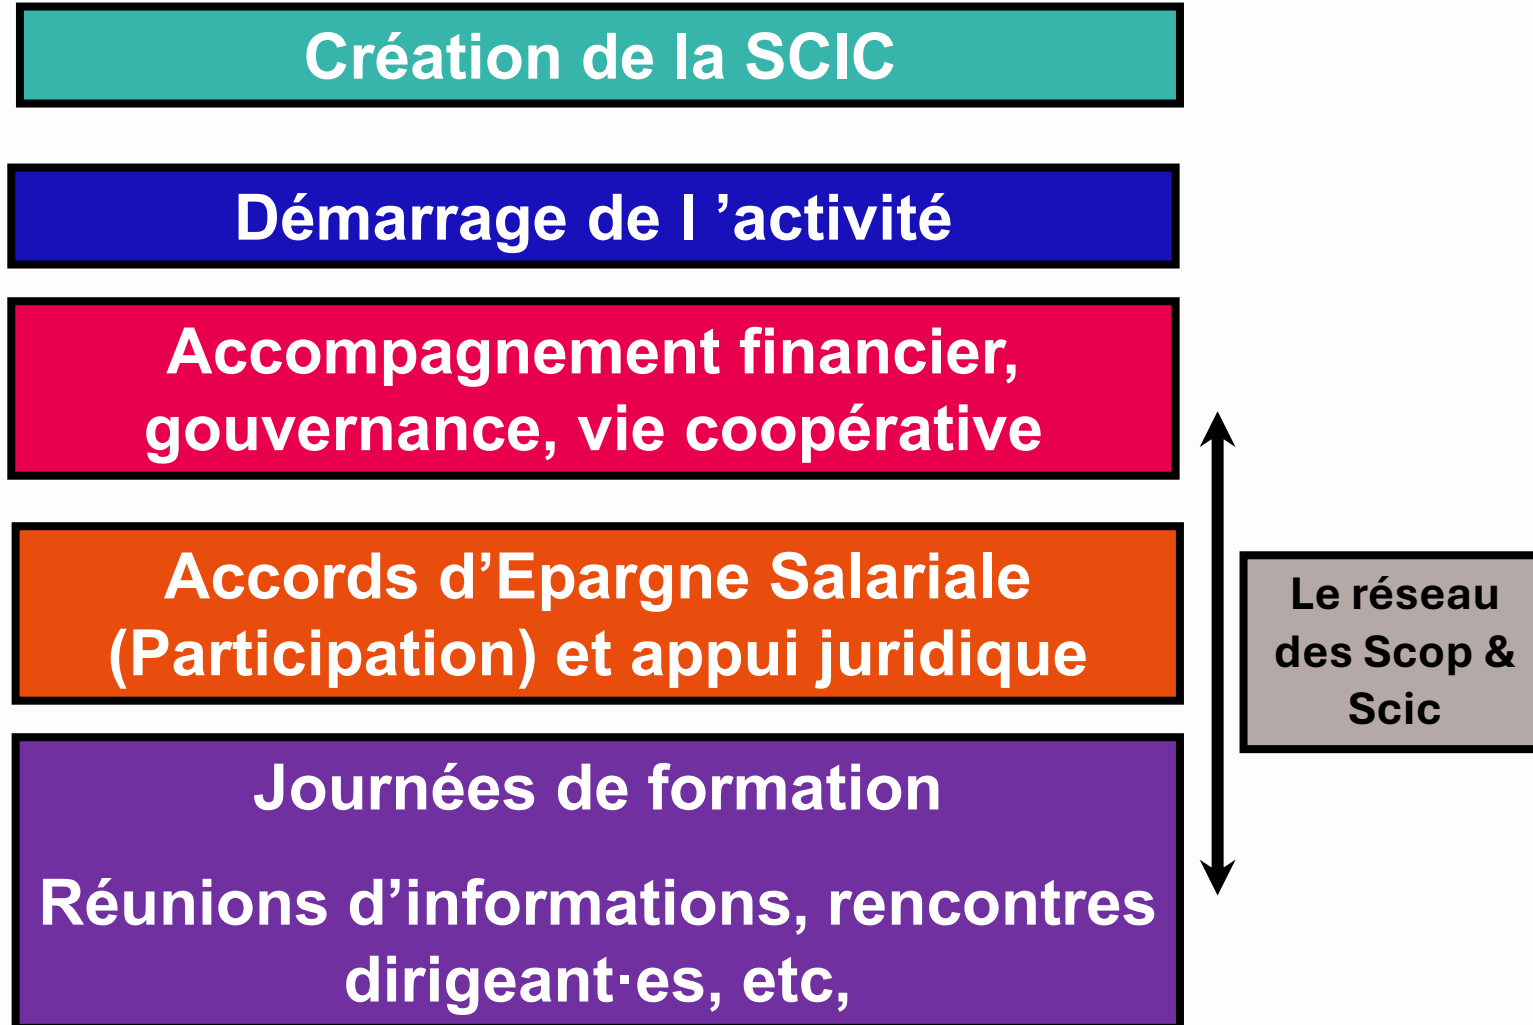 Création de la SCIC
Démarrage de l ’activité
Accompagnement financier,
gouvernance, vie coopérative
Accords d’Epargne Salariale
(Participation) et appui juridique
Le réseau
des Scop &
Scic
Journées de formation
Réunions d’informations, rencontres
dirigeant·es, etc,